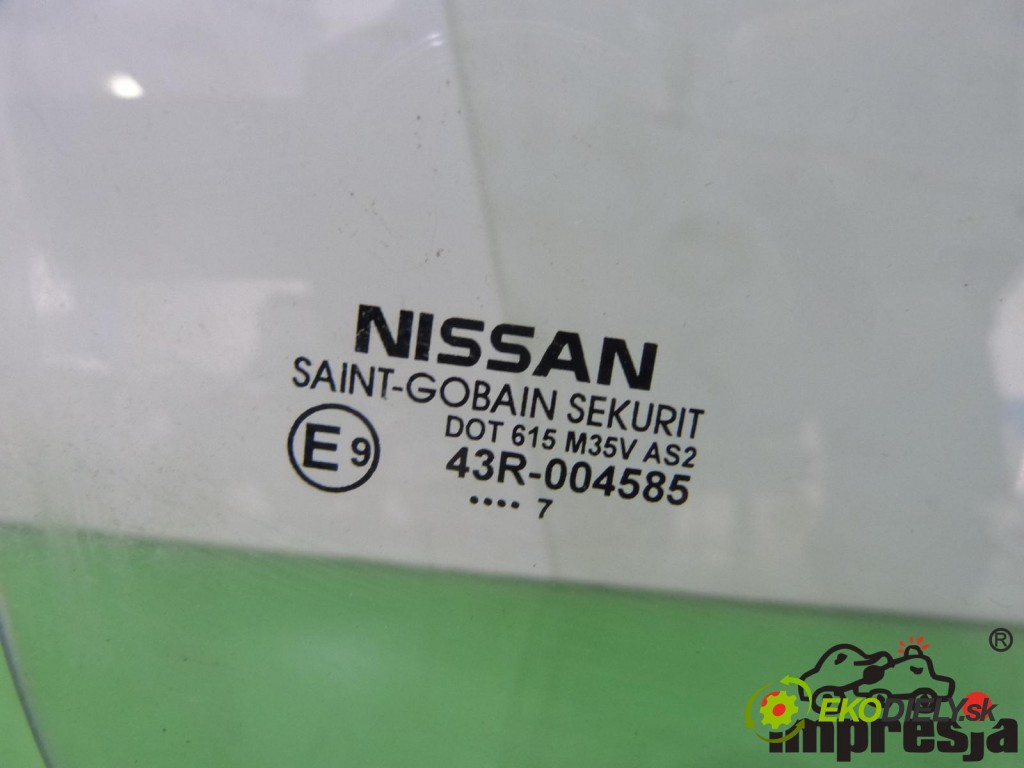 NISSAN
SAINT-GOBAIN SEKURIT
E9
DOT 615 M35V AS2
43R-004585
.... 7
®
EKODIELY.sk
impresja